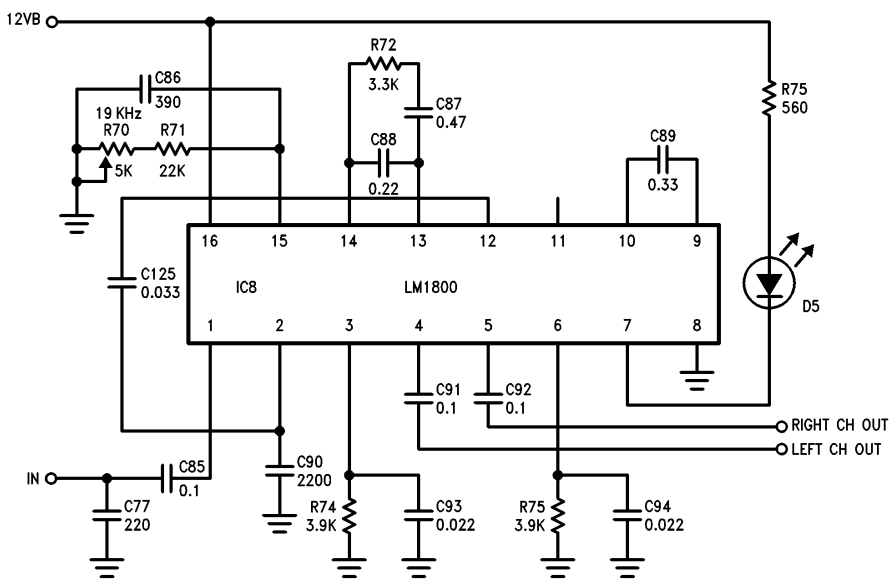 12VB
R72
3.3K
C86
390
C87
0.47
R75
560
19 KHz
R70
R71
5K
22K
C88
0.22
C89
0.33
16
15
14
13
12
11
10
9
C125
0.033
IC8
LM1800
D5
1
2
3
4
5
6
7
8
C91
0.1
C92
0.1
RIGHT CH OUT
LEFT CH OUT
IN
C85
0.1
C90
2200
C77
220
R74
3.9K
C93
0.022
R75
3.9K
C94
0.022